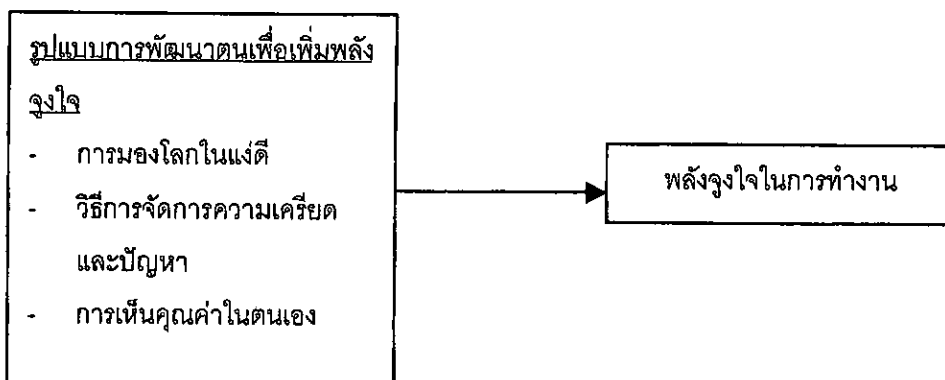 รูปแบบการพัฒนาตนเพื่อเพิ่มพลัง
จูงใจ
- การมองโลกในแง่ดี
- วิธีการจัดการความเครียด
และปัญหา
- การเห็นคุณค่าในตนเอง
พลังจูงใจในการทำงาน